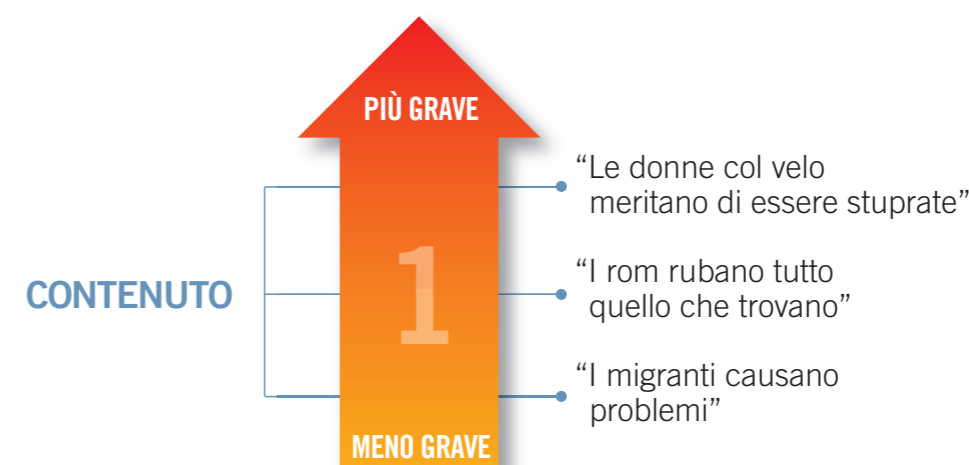 PIÙ GRAVE
“Le donne col velo
meritano di essere stuprate”
1
CONTENUTO
“I rom rubano tutto
quello che trovano”
“I migranti causano
problemi”
MENO GRAVE